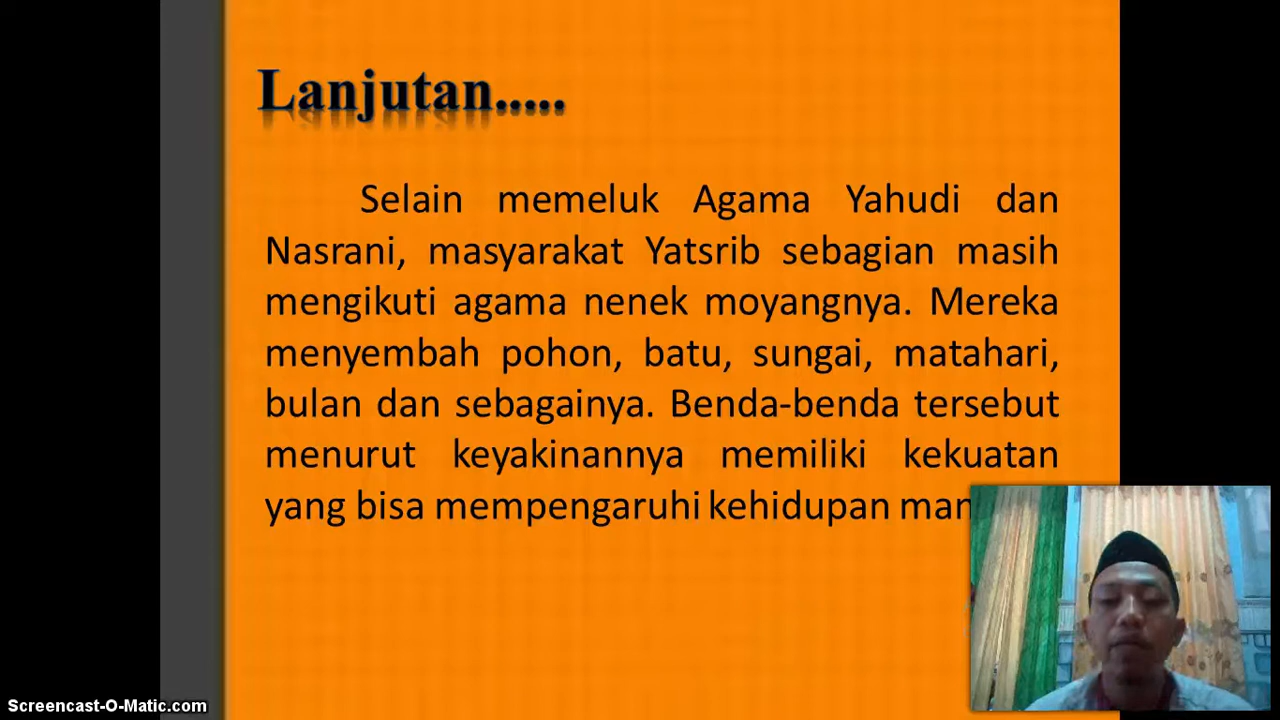 Lanjutan.....
Selain memeluk Agama Yahudi dan
Nasrani, masyarakat Yatsrib sebagian masih
mengikuti agama nenek moyangnya. Mereka
menyembah pohon, batu, sungai, matahari,
bulan dan sebagainya. Benda-benda tersebut
menurut keyakinannya memiliki kekuatan
yang bisa mempengaruhi kehidupan
Screencast-O-Matic.com